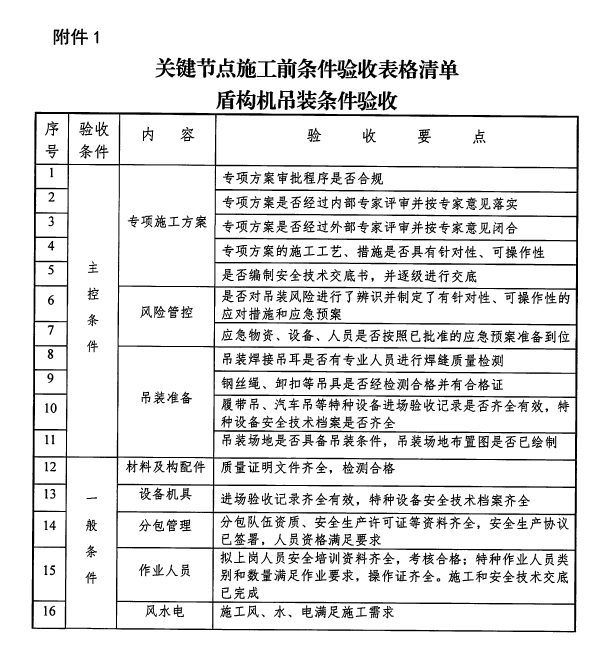 附件 1
关键节点施工前条件验收表格清单
盾构机吊装条件验收
序号 验收条件 内 容 验 收 要 点
主控条件
专项施工方案
1 专项方案审批程序是否合规
2 专项方案是否经过内部专家评审并按专家意见落实
3 专项方案是否经过外部专家评审并按专家意见闭合
4 专项方案的施工工艺、措施是否具有针对性、可操作性
5 是否编制安全技术交底书，并逐级进行交底
风险管控
6 是否对吊装风险进行了辨识并制定了有针对性、可操作性的
应对措施和应急预案
7 应急物资、设备、人员是否按照已批准的应急预案准备到位
吊装准备
8 吊装焊接吊耳是否有专业人员进行焊缝质量检测
9 钢丝绳、卸扣等吊具是否经检测合格并有合格证
10 履带吊、汽车吊等特种设备进场验收记录是否齐全有效，特
种设备安全技术档案是否齐全
11 吊装场地是否具备吊装条件，吊装场地布置图是否已绘制
一般条件
12 材料及构配件 质量证明文件齐全，检测合格
13 设备机具 进场验收记录齐全有效，特种设备安全技术档案齐全
14 分包管理 分包队伍资质、安全生产许可证等资料齐全，安全生产协议
已签署，人员资格满足要求
15 作业人员 拟上岗人员安全培训资料齐全，考核合格；特种作业人员类
别和数量满足作业要求，操作证齐全。施工和安全技术交底
已完成
16 风水电 施工风、水、电满足施工需求